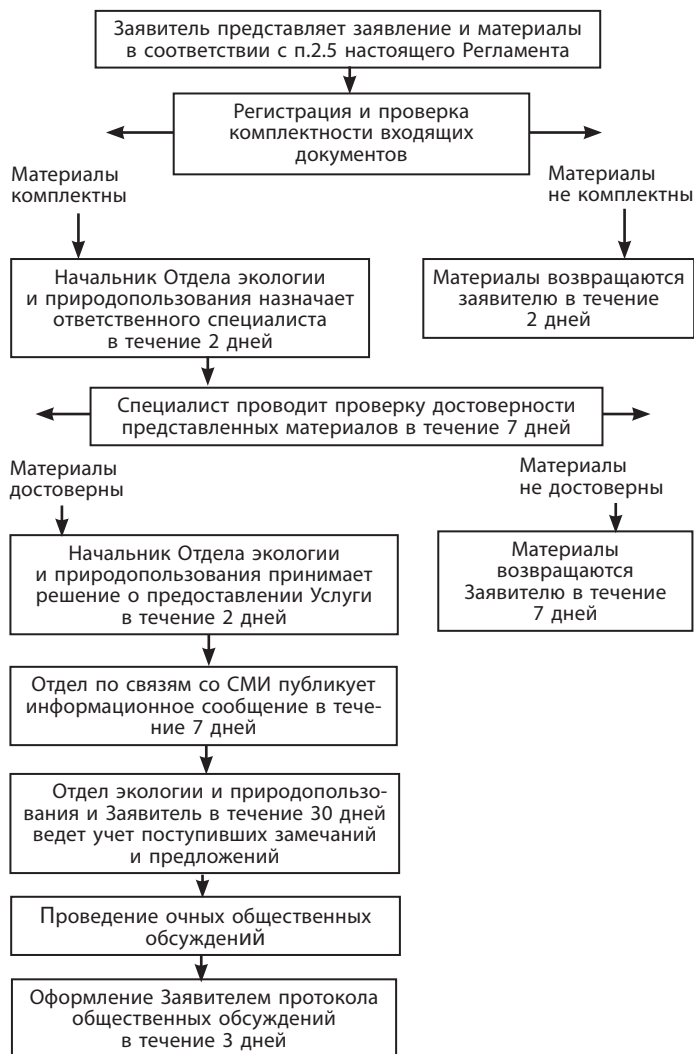 Заявитель представляет заявление и материалы
в соответствии с п.2.5 настоящего Регламента
Регистрация и проверка
комплектности входящих
документов
Материалы
комплектны
Материалы
не комплектны
Начальник Отдела экологии
и природопользования назначает
ответственного специалиста
в течение 2 дней
Материалы возвращаются
заявителю в течение
2 дней
Специалист проводит проверку достоверности
представленных материалов в течение 7 дней
Материалы
достоверны
Материалы
не достоверны
Начальник Отдела экологии
и природопользования принимает
решение о предоставлении Услуги
в течение 2 дней
Материалы
возвращаются
Заявителю в течение
7 дней
Отдел по связям со СМИ публикует
информационное сообщение в тече-
ние 7 дней
Отдел экологии и природопользо-
вания и Заявитель в течение 30 дней
ведет учет поступивших замечаний
и предложений
Проведение очных общественных
обсуждений
Оформление Заявителем протокола
общественных обсуждений
в течение 3 дней